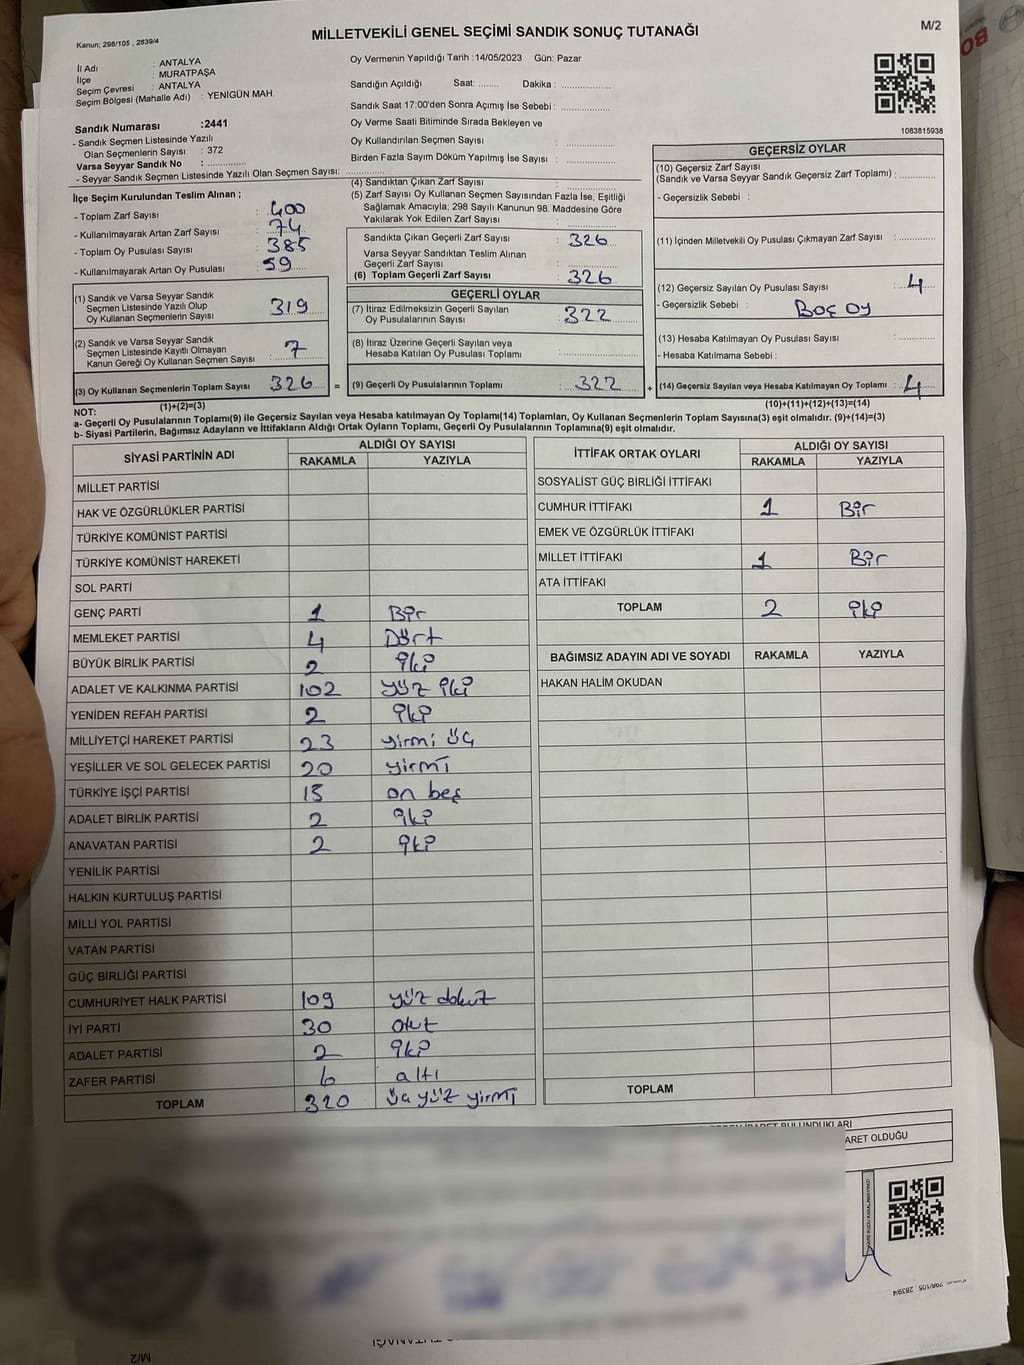 M/2
MİLLETVEKİLİ GENEL SEÇİMİ SANDIK SONUÇ TUTANAĞI
Kanun; 298/105 , 2839/4
İl Adı : ANTALYA
İlçe : MURATPAŞA
Seçim Çevresi : ANTALYA
Seçim Bölgesi (Mahalle Adı) : YENİGÜN MAH.
Oy Vermenin Yapıldığı Tarih : 14/05/2023 Gün: Pazar
Sandığın Açıldığı Saat: ........ Dakika : ................
Sandık Saat 17:00'den Sonra Açımış İse Sebebi : ................
Oy Verme Saati Bitiminde Sırada Bekleyen ve
Oy Kullandırılan Seçmen Sayısı : ................
Birden Fazla Sayım Döküm Yapılmış İse Sayısı : ................
1083815938
Sandık Numarası :2441
- Sandık Seçmen Listesinde Yazılı
Olan Seçmenlerin Sayısı : 372
Varsa Seyyar Sandık No : ................
- Seyyar Sandık Seçmen Listesinde Yazılı Olan Seçmen Sayısı: ................
İlçe Seçim Kurulundan Teslim Alınan ;
- Toplam Zarf Sayısı : 400
- Kullanılmayarak Artan Zarf Sayısı : 74
- Toplam Oy Pusulası Sayısı : 385
- Kullanılmayarak Artan Oy Pusulası : 59
(1) Sandık ve Varsa Seyyar Sandık
Seçmen Listesinde Yazılı Olup
Oy Kullanan Seçmenlerin Sayısı : 319
(2) Sandık ve Varsa Seyyar Sandık
Seçmen Listesinde Kayıtlı Olmayan
Kanun Gereği Oy Kullanan Seçmen Sayısı : 7
(3) Oy Kullanan Seçmenlerin Toplam Sayısı : 326
(1)+(2)=(3)
(4) Sandıktan Çıkan Zarf Sayısı : ................
(5) Zarf Sayısı Oy Kullanan Seçmen Sayısından Fazla İse, Eşitliği
Sağlamak Amacıyla; 298 Sayılı Kanunun 98. Maddesine Göre
Yakılarak Yok Edilen Zarf Sayısı : ................
Sandıkta Çıkan Geçerli Zarf Sayısı : 326
Varsa Seyyar Sandıktan Teslim Alınan
Geçerli Zarf Sayısı : ................
(6) Toplam Geçerli Zarf Sayısı : 326
GEÇERLİ OYLAR
(7) İtiraz Edilmeksizin Geçerli Sayılan
Oy Pusulalarının Sayısı : 322
(8) İtiraz Üzerine Geçerli Sayılan veya
Hesaba Katılan Oy Pusulası Toplamı : ................
= (9) Geçerli Oy Pusulalarının Toplamı : 322 +
GEÇERSİZ OYLAR
(10) Geçersiz Zarf Sayısı
(Sandık ve Varsa Seyyar Sandık Geçersiz Zarf Toplamı) : ............
- Geçersizlik Sebebi :
(11) İçinden Milletvekili Oy Pusulası Çıkmayan Zarf Sayısı : ............
(12) Geçersiz Sayılan Oy Pusulası Sayısı : 4
- Geçersizlik Sebebi : Boş oy
(13) Hesaba Katılmayan Oy Pusulası Sayısı : ............
- Hesaba Katılmama Sebebi :
(14) Geçersiz Sayılan veya Hesaba Katılmayan Oy Toplamı : 4
(10)+(11)+(12)+(13)=(14)
NOT:
a- Geçerli Oy Pusulalarının Toplamı(9) ile Geçersiz Sayılan veya Hesaba katılmayan Oy Toplamı(14) Toplamları, Oy Kullanan Seçmenlerin Toplam Sayısına(3) eşit olmalıdır. (9)+(14)=(3)
b- Siyasi Partilerin, Bağımsız Adayların ve İttifakların Aldığı Ortak Oyların Toplamı, Geçerli Oy Pusulalarının Toplamına(9) eşit olmalıdır.
SİYASİ PARTİNİN ADI ALDIĞI OY SAYISI
RAKAMLA YAZIYLA
MİLLET PARTİSİ
HAK VE ÖZGÜRLÜKLER PARTİSİ
TÜRKİYE KOMÜNİST PARTİSİ
TÜRKİYE KOMÜNİST HAREKETİ
SOL PARTİ
GENÇ PARTİ 1 Bir
MEMLEKET PARTİSİ 4 Dört
BÜYÜK BİRLİK PARTİSİ 2 iki
ADALET VE KALKINMA PARTİSİ 102 yüz iki
YENİDEN REFAH PARTİSİ 2 iki
MİLLİYETÇİ HAREKET PARTİSİ 23 yirmi üç
YEŞİLLER VE SOL GELECEK PARTİSİ 20 yirmi
TÜRKİYE İŞÇİ PARTİSİ 15 on beş
ADALET BİRLİK PARTİSİ 2 iki
ANAVATAN PARTİSİ 2 iki
YENİLİK PARTİSİ
HALKIN KURTULUŞ PARTİSİ
MİLLİ YOL PARTİSİ
VATAN PARTİSİ
GÜÇ BİRLİĞİ PARTİSİ
CUMHURİYET HALK PARTİSİ 109 yüz dokuz
İYİ PARTİ 30 otuz
ADALET PARTİSİ 2 iki
ZAFER PARTİSİ 6 altı
TOPLAM 320 üç yüz yirmi
İTTİFAK ORTAK OYLARI ALDIĞI OY SAYISI
RAKAMLA YAZIYLA
SOSYALİST GÜÇ BİRLİĞİ İTTİFAKI
CUMHUR İTTİFAKI 1 Bir
EMEK VE ÖZGÜRLÜK İTTİFAKI
MİLLET İTTİFAKI 1 Bir
ATA İTTİFAKI
TOPLAM 2 iki
BAĞIMSIZ ADAYIN ADI VE SOYADI RAKAMLA YAZIYLA
HAKAN HALİM OKUDAN
TOPLAM
ARET OLDUĞU
M/2